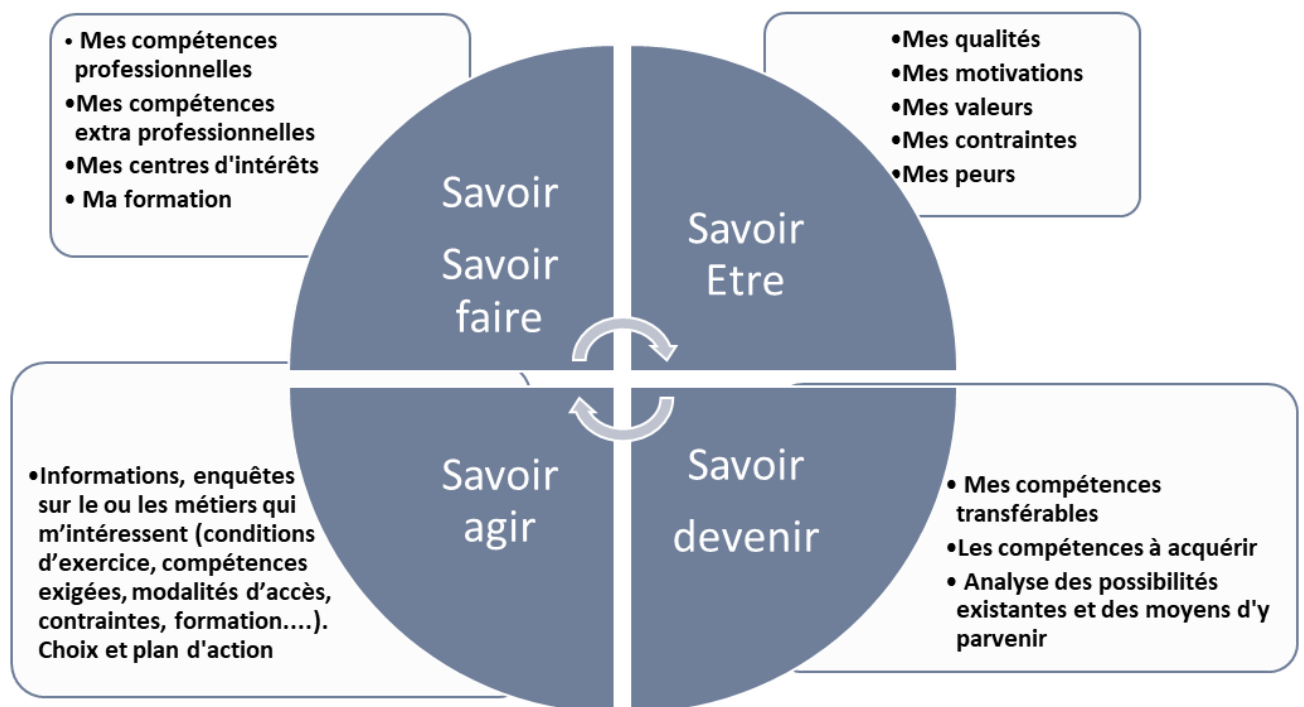 • Mes compétences
professionnelles
•Mes compétences
extra professionnelles
•Mes centres d'intérêts
• Ma formation
Savoir
Savoir
faire
•Mes qualités
•Mes motivations
•Mes valeurs
•Mes contraintes
•Mes peurs
Savoir
Etre
•Informations, enquêtes
sur le ou les métiers qui
m’intéressent (conditions
d’exercice, compétences
exigées, modalités d’accès,
contraintes, formation....).
Choix et plan d'action
Savoir
agir
Savoir
devenir
• Mes compétences
transférables
•Les compétences à acquérir
• Analyse des possibilités
existantes et des moyens d'y
parvenir